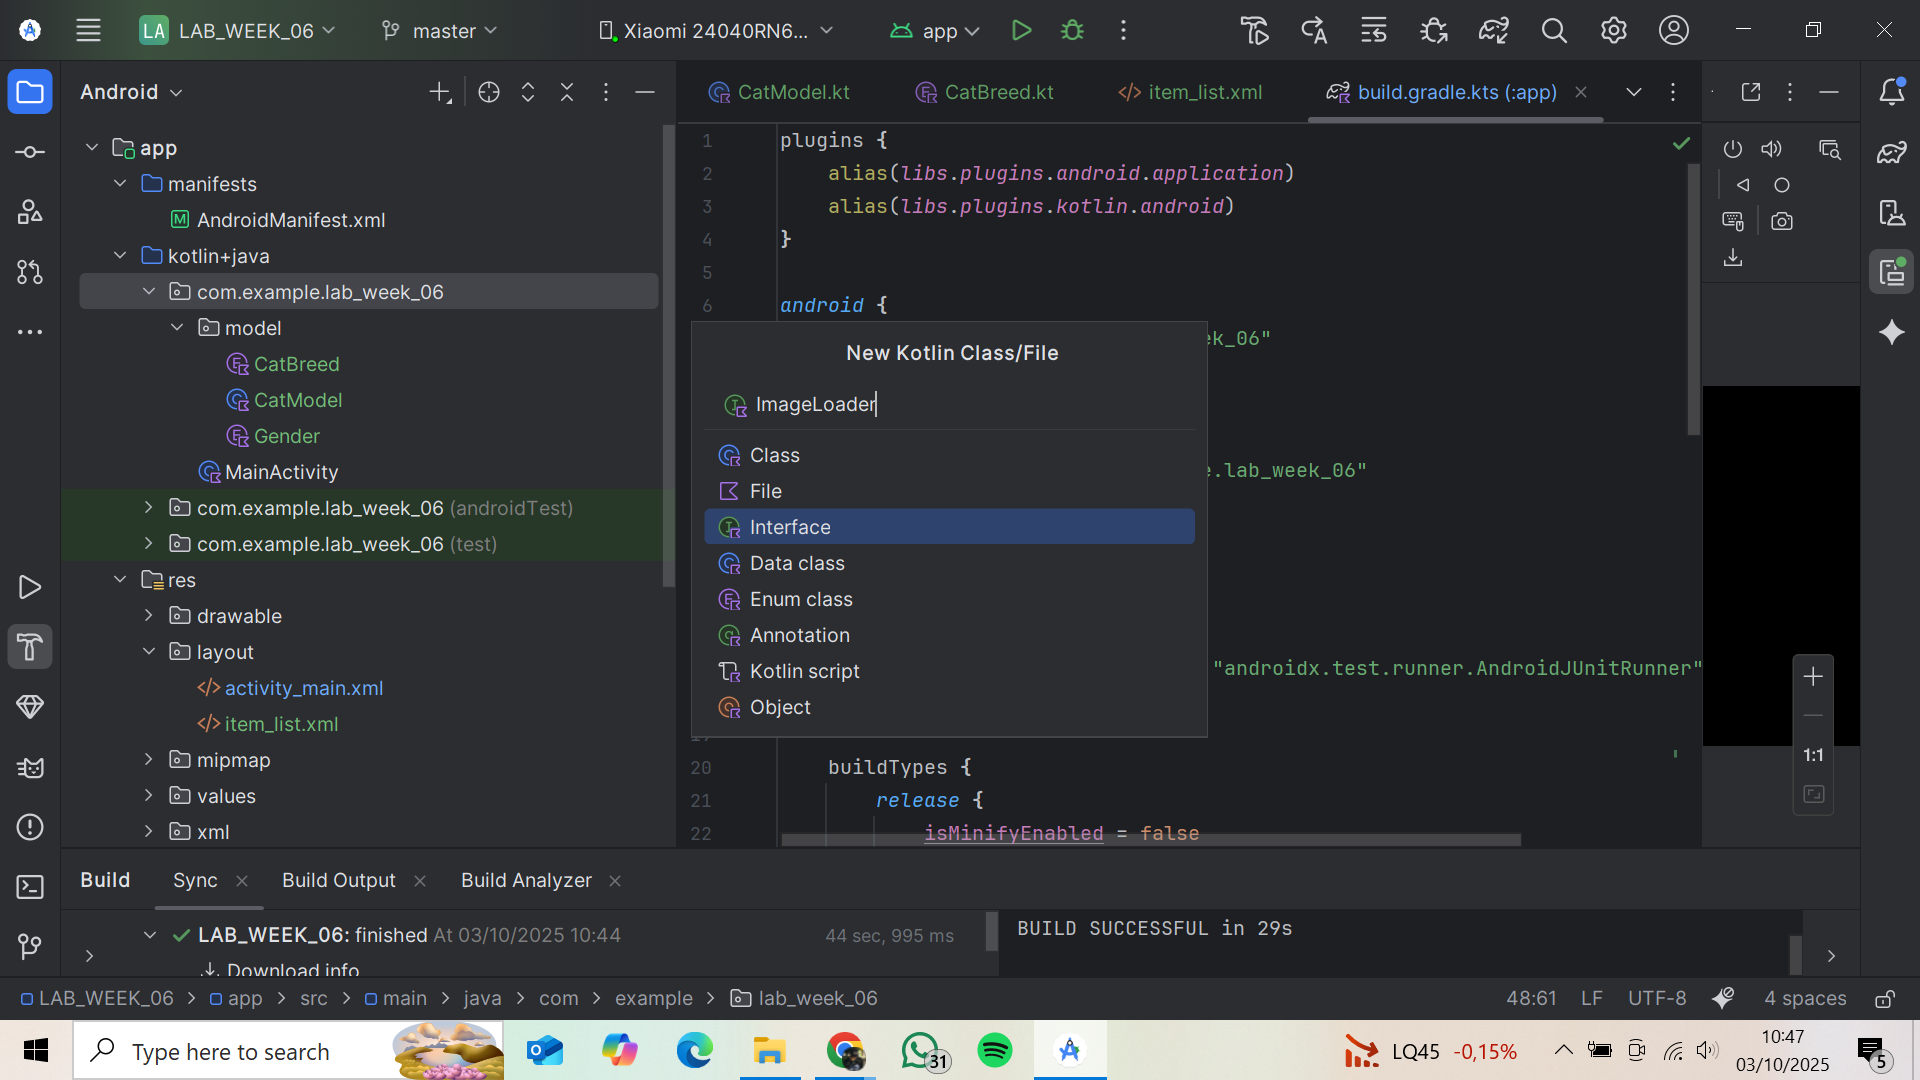 LA LAB_WEEK_06 master Xiaomi 24040RN6... app
Android
CatModel.kt CatBreed.kt item_list.xml build.gradle.kts (:app)
app
manifests
AndroidManifest.xml
kotlin+java
com.example.lab_week_06
model
CatBreed
CatModel
Gender
MainActivity
com.example.lab_week_06 (androidTest)
com.example.lab_week_06 (test)
res
drawable
layout
activity_main.xml
item_list.xml
mipmap
values
xml
1 plugins {
2 alias(libs.plugins.android.application)
3 alias(libs.plugins.kotlin.android)
4 }
5
6 android {
k_06"
.lab_week_06"
"androidx.test.runner.AndroidJUnitRunner"
20 buildTypes {
21 release {
22 isMinifyEnabled = false
New Kotlin Class/File
ImageLoader
Class
File
Interface
Data class
Enum class
Annotation
Kotlin script
Object
1:1
Build Sync Build Output Build Analyzer
LAB_WEEK_06: finished At 03/10/2025 10:44 44 sec, 995 ms
Download info
BUILD SUCCESSFUL in 29s
LAB_WEEK_06 > app > src > main > java > com > example > lab_week_06
48:61 LF UTF-8 4 spaces
Type here to search
31
LQ45 -0,15%
10:47
03/10/2025
5